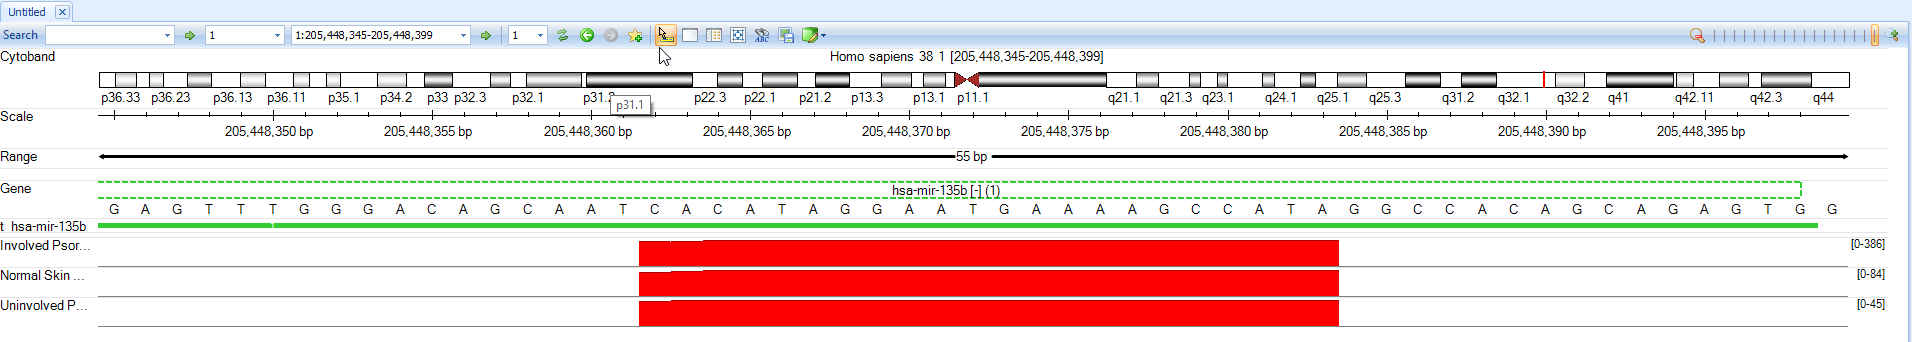 Untitled
Search 1 1:205,448,345-205,448,399 1 ABC
Cytoband Homo sapiens 38 1 [205,448,345-205,448,399]
p36.33 p36.23 p36.13 p36.11 p35.1 p34.2 p33 p32.3 p32.1 p22.3 p22.1 p21.2 p13.3 p13.1 p11.1 q21.1 q21.3 q23.1 q24.1 q25.1 q25.3 q31.2 q32.1 q32.2 q41 q42.11 q42.3 q44
p31.1
Scale
205,448,350 bp 205,448,355 bp 205,448,360 bp 205,448,365 bp 205,448,370 bp 205,448,375 bp 205,448,380 bp 205,448,385 bp 205,448,390 bp 205,448,395 bp
Range 55 bp
Gene hsa-mir-135b [-] (1)
G A G T T T G G G A C A G C A A T C A C A T A G G A A T G A A A A G C C A T A G G C C A C A G C A G A G T G G
t hsa-mir-135b
Involved Psor... [0-386]
Normal Skin ... [0-84]
Uninvolved P... [0-45]